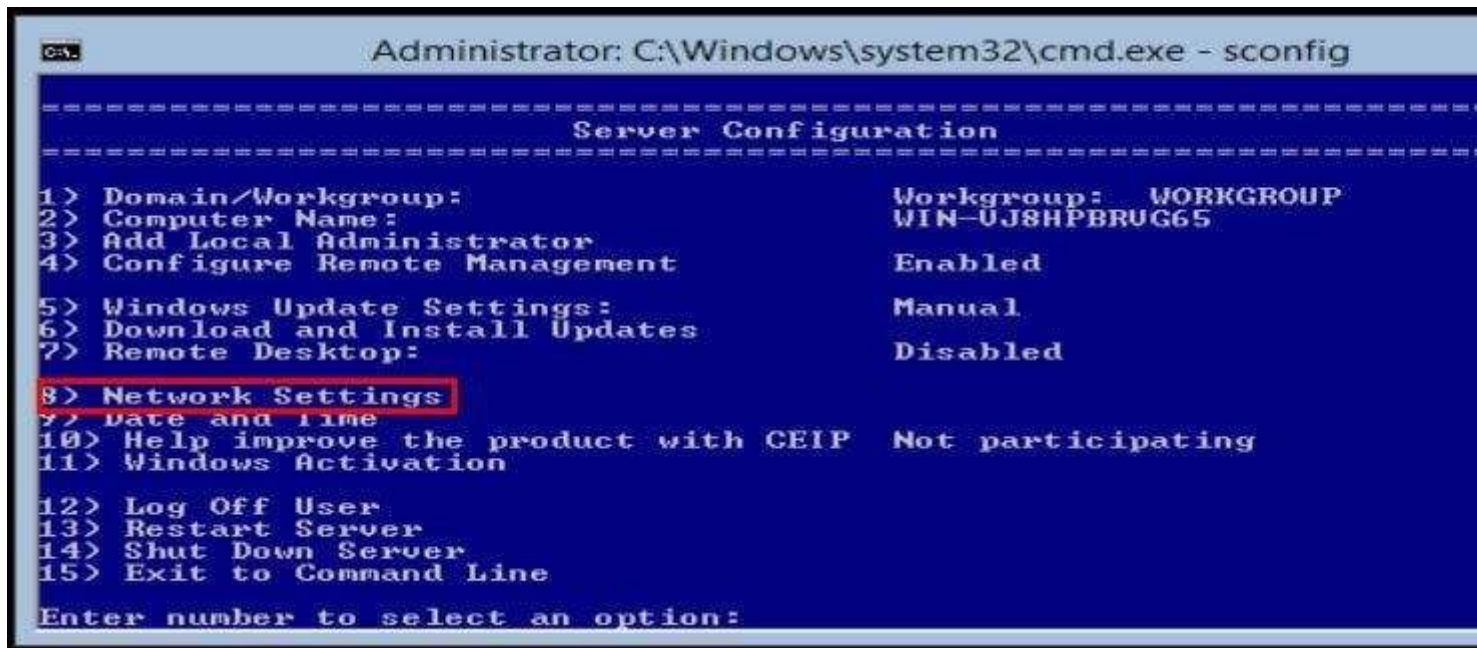 Administrator: C:\Windows\system32\cmd.exe - sconfig
===============================================
Server Configuration
===============================================
1) Domain/Workgroup: Workgroup: WORKGROUP
2) Computer Name: WIN-VJ8HPBRVG65
3) Add Local Administrator
4) Configure Remote Management Enabled
5) Windows Update Settings: Manual
6) Download and Install Updates
7) Remote Desktop: Disabled
8) Network Settings
9) Date and Time
10) Help improve the product with CEIP Not participating
11) Windows Activation
12) Log Off User
13) Restart Server
14) Shut Down Server
15) Exit to Command Line
Enter number to select an option: